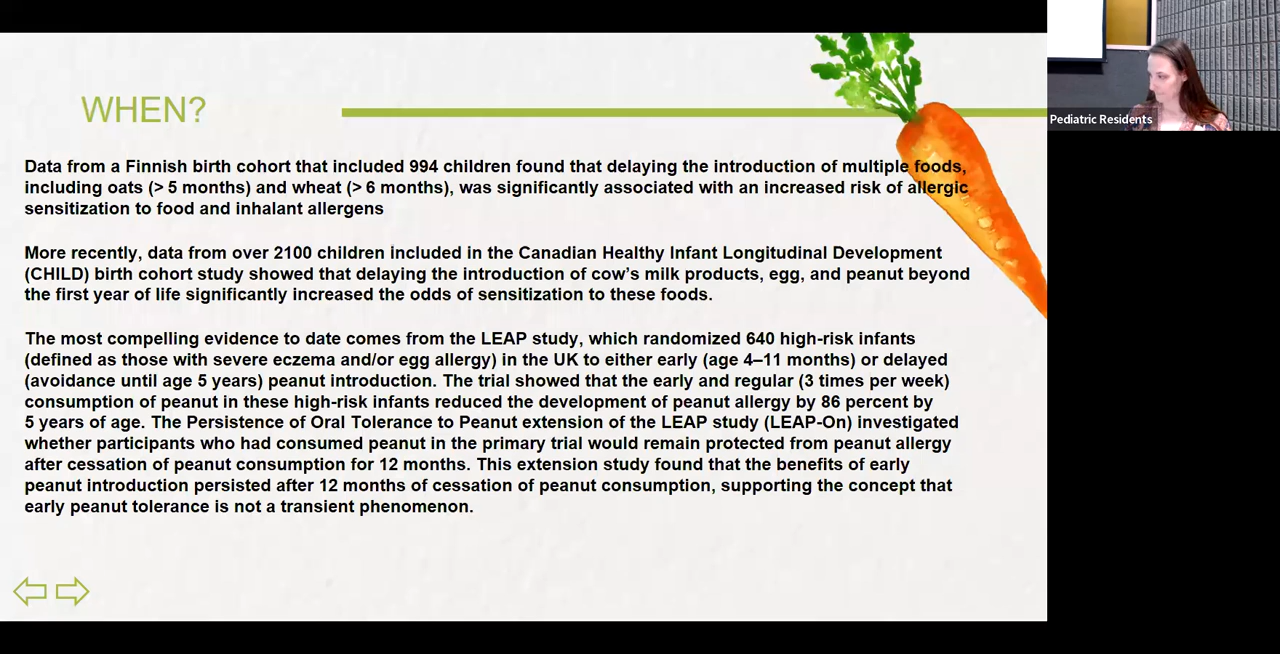 WHEN?
Pediatric Residents
Data from a Finnish birth cohort that included 994 children found that delaying the introduction of multiple foods,
including oats (> 5 months) and wheat (> 6 months), was significantly associated with an increased risk of allergic
sensitization to food and inhalant allergens
More recently, data from over 2100 children included in the Canadian Healthy Infant Longitudinal Development
(CHILD) birth cohort study showed that delaying the introduction of cow’s milk products, egg, and peanut beyond
the first year of life significantly increased the odds of sensitization to these foods.
The most compelling evidence to date comes from the LEAP study, which randomized 640 high-risk infants
(defined as those with severe eczema and/or egg allergy) in the UK to either early (age 4–11 months) or delayed
(avoidance until age 5 years) peanut introduction. The trial showed that the early and regular (3 times per week)
consumption of peanut in these high-risk infants reduced the development of peanut allergy by 86 percent by
5 years of age. The Persistence of Oral Tolerance to Peanut extension of the LEAP study (LEAP-On) investigated
whether participants who had consumed peanut in the primary trial would remain protected from peanut allergy
after cessation of peanut consumption for 12 months. This extension study found that the benefits of early
peanut introduction persisted after 12 months of cessation of peanut consumption, supporting the concept that
early peanut tolerance is not a transient phenomenon.